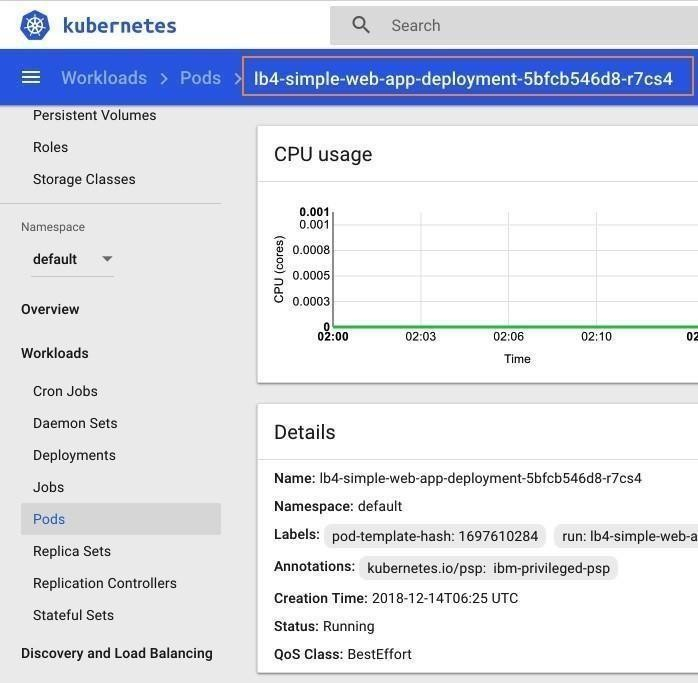 kubernetes
Search
Workloads > Pods > lb4-simple-web-app-deployment-5bfcb546d8-r7cs4
Persistent Volumes
Roles
Storage Classes
Namespace
default
Overview
Workloads
Cron Jobs
Daemon Sets
Deployments
Jobs
Pods
Replica Sets
Replication Controllers
Stateful Sets
Discovery and Load Balancing
CPU usage
CPU (cores)
0.001
0.001
0.0008
0.0005
0.0003
0
02:00 02:03 02:06 02:10 02
Time
Details
Name: lb4-simple-web-app-deployment-5bfcb546d8-r7cs4
Namespace: default
Labels: pod-template-hash: 1697610284 run: lb4-simple-web-a
Annotations: kubernetes.io/psp: ibm-privileged-psp
Creation Time: 2018-12-14T06:25 UTC
Status: Running
QoS Class: BestEffort